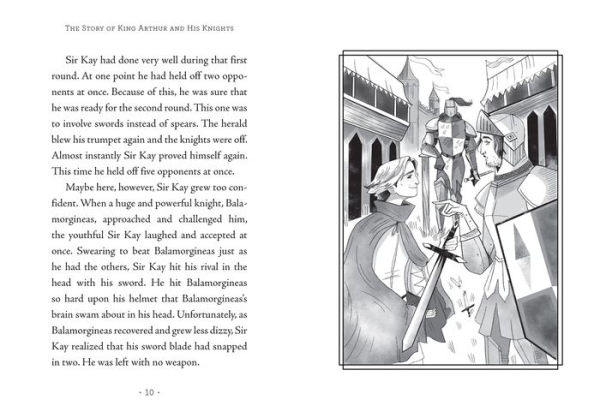 The Story of King Arthur and His Knights
Sir Kay had done very well during that first
round. At one point he had held off two oppo-
nents at once. Because of this, he was sure that
he was ready for the second round. This one was
to involve swords instead of spears. The herald
blew his trumpet again and the knights were off.
Almost instantly Sir Kay proved himself again.
This time he held off five opponents at once.
Maybe here, however, Sir Kay grew too con-
fident. When a huge and powerful knight, Bala-
morgineas, approached and challenged him,
the youthful Sir Kay laughed and accepted at
once. Swearing to beat Balamorgineas just as
he had the others, Sir Kay hit his rival in the
head with his sword. He hit Balamorgineas
so hard upon his helmet that Balamorgineas's
brain swam about in his head. Unfortunately, as
Balamorgineas recovered and grew less dizzy, Sir
Kay realized that his sword blade had snapped
in two. He was left with no weapon.
· 10 ·